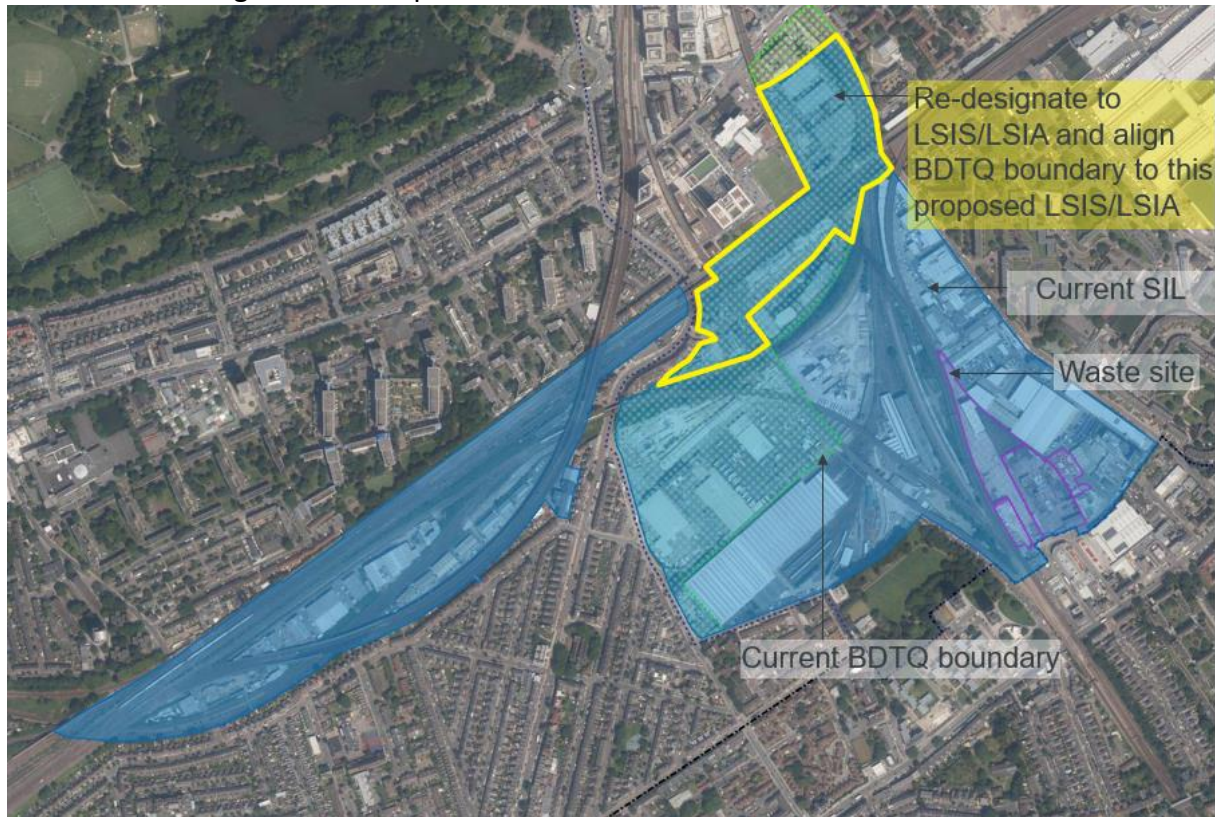 Re-designate to
LSIS/LSIA and align
BDTQ boundary to this
proposed LSIS/LSIA
Current SIL
Waste site
Current BDTQ boundary